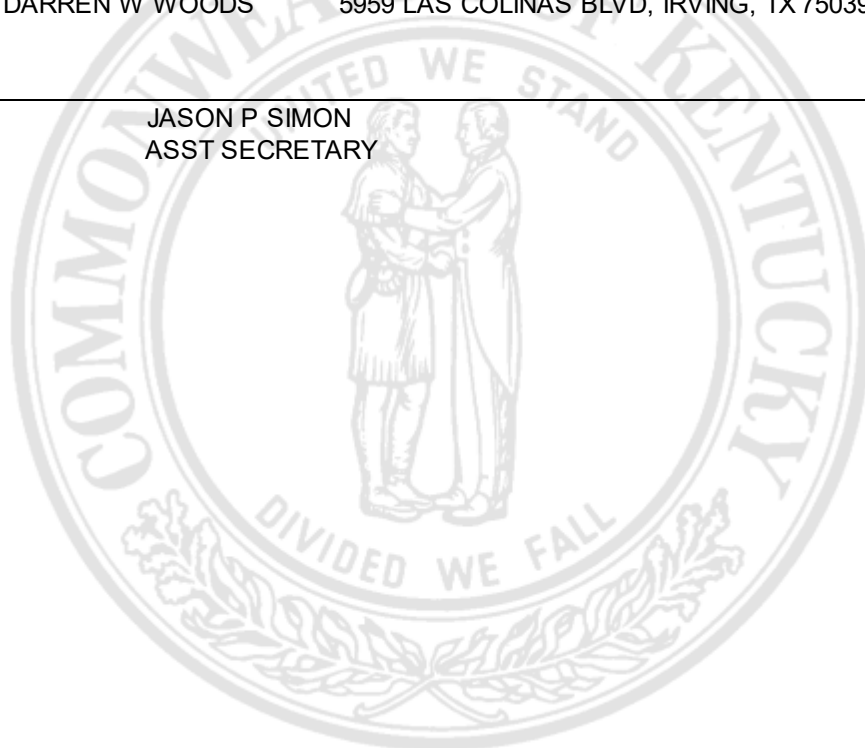 DARREN W WOODS 5959 LAS COLINAS BLVD, IRVING, TX 75039
JASON P SIMON
ASST SECRETARY
COMMONWEALTH OF KENTUCKY
UNITED WE STAND
DIVIDED WE FALL